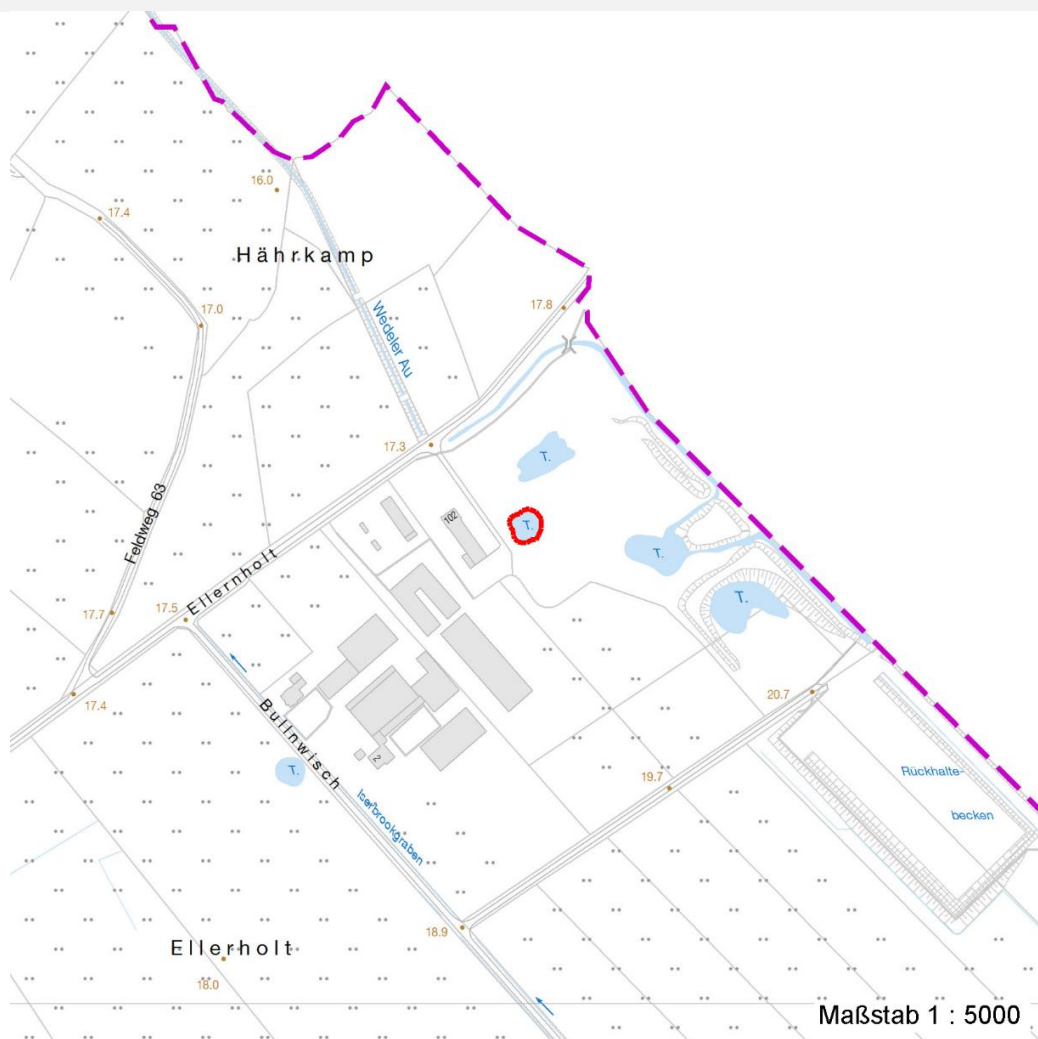 16.0
17.4
Hährkamp
17.0
17.8
Wedeler Au
17.3
T.
Feldweg 63
102
T.
T.
Ellernholt
T.
17.7
17.5
20.7
17.4
Bullnwisch
2
T.
19.7
Rückhalte-
becken
Iserbrookgraben
18.9
Ellerholt
18.0
Maßstab 1 : 5000